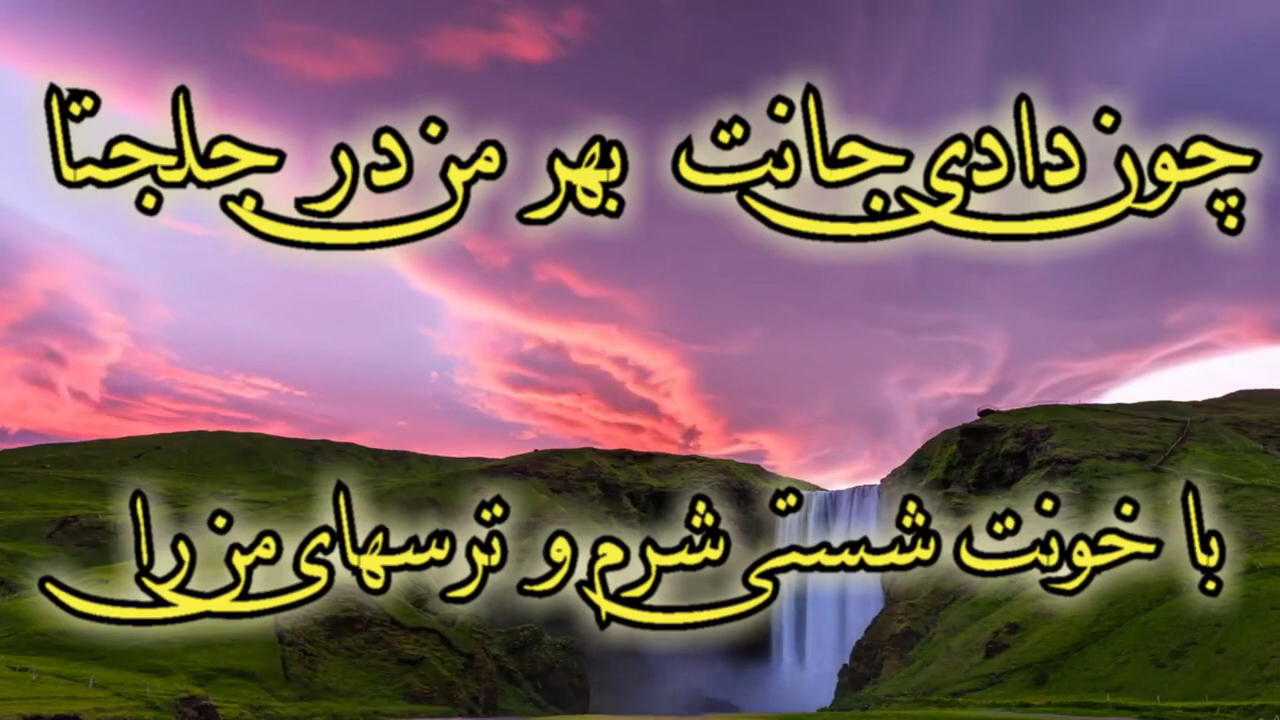 چون دادی جانت بهر من در جلجتا
با خونت شستی شرم و ترسهای من را